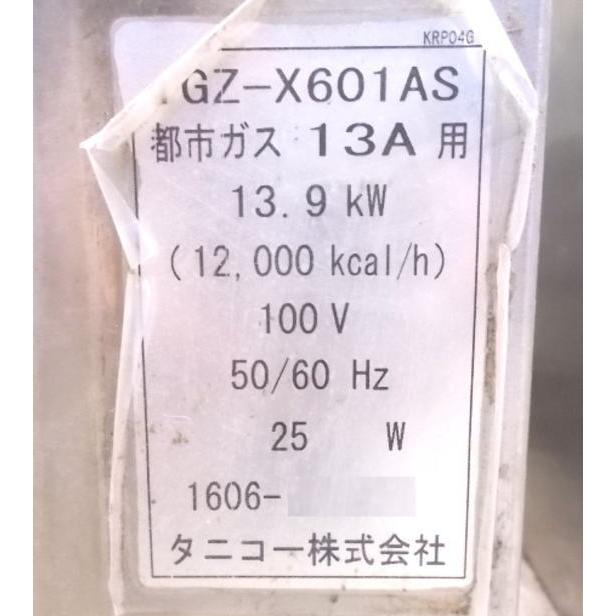 KRP04G
TGZ-X601AS
都市ガス 13A 用
13.9 kW
(12,000 kcal/h)
100 V
50/60 Hz
25 W
1606-
タニコー株式会社